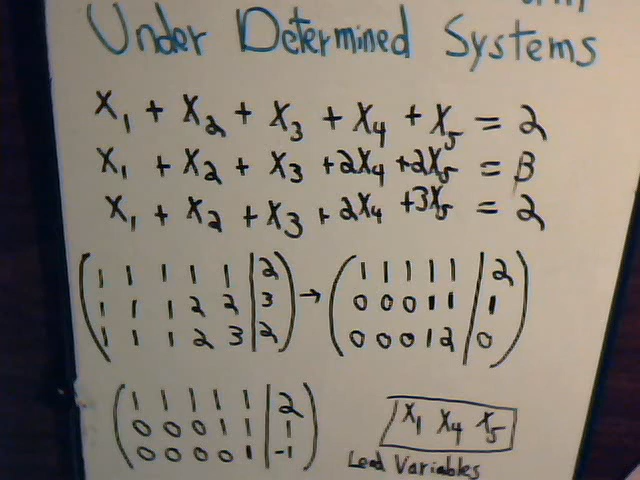 Under Determined Systems
x₁ + x₂ + x₃ + x₄ + x₅ = 2
x₁ + x₂ + x₃ + 2x₄ + 2x₅ = 3
x₁ + x₂ + x₃ + 2x₄ + 3x₅ = 2
( 1 1 1 1 1 | 2 ) → ( 1 1 1 1 1 | 2 )
( 1 1 1 2 2 | 3 ) ( 0 0 0 1 1 | 1 )
( 1 1 1 2 3 | 2 ) ( 0 0 0 1 2 | 0 )
( 1 1 1 1 1 | 2 )
( 0 0 0 1 1 | 1 ) x₁ x₄ x₅
( 0 0 0 0 1 | -1 )
Lead Variables